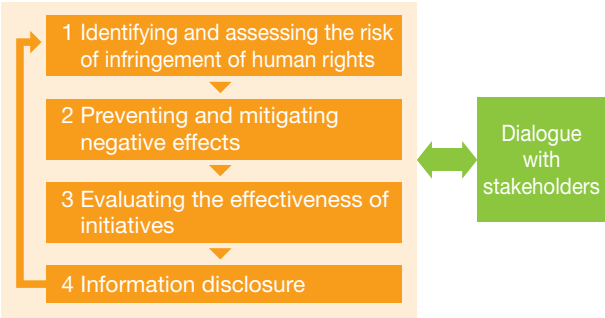 1 Identifying and assessing the risk
of infringement of human rights
2 Preventing and mitigating
negative effects
3 Evaluating the effectiveness of
initiatives
4 Information disclosure
Dialogue
with
stakeholders